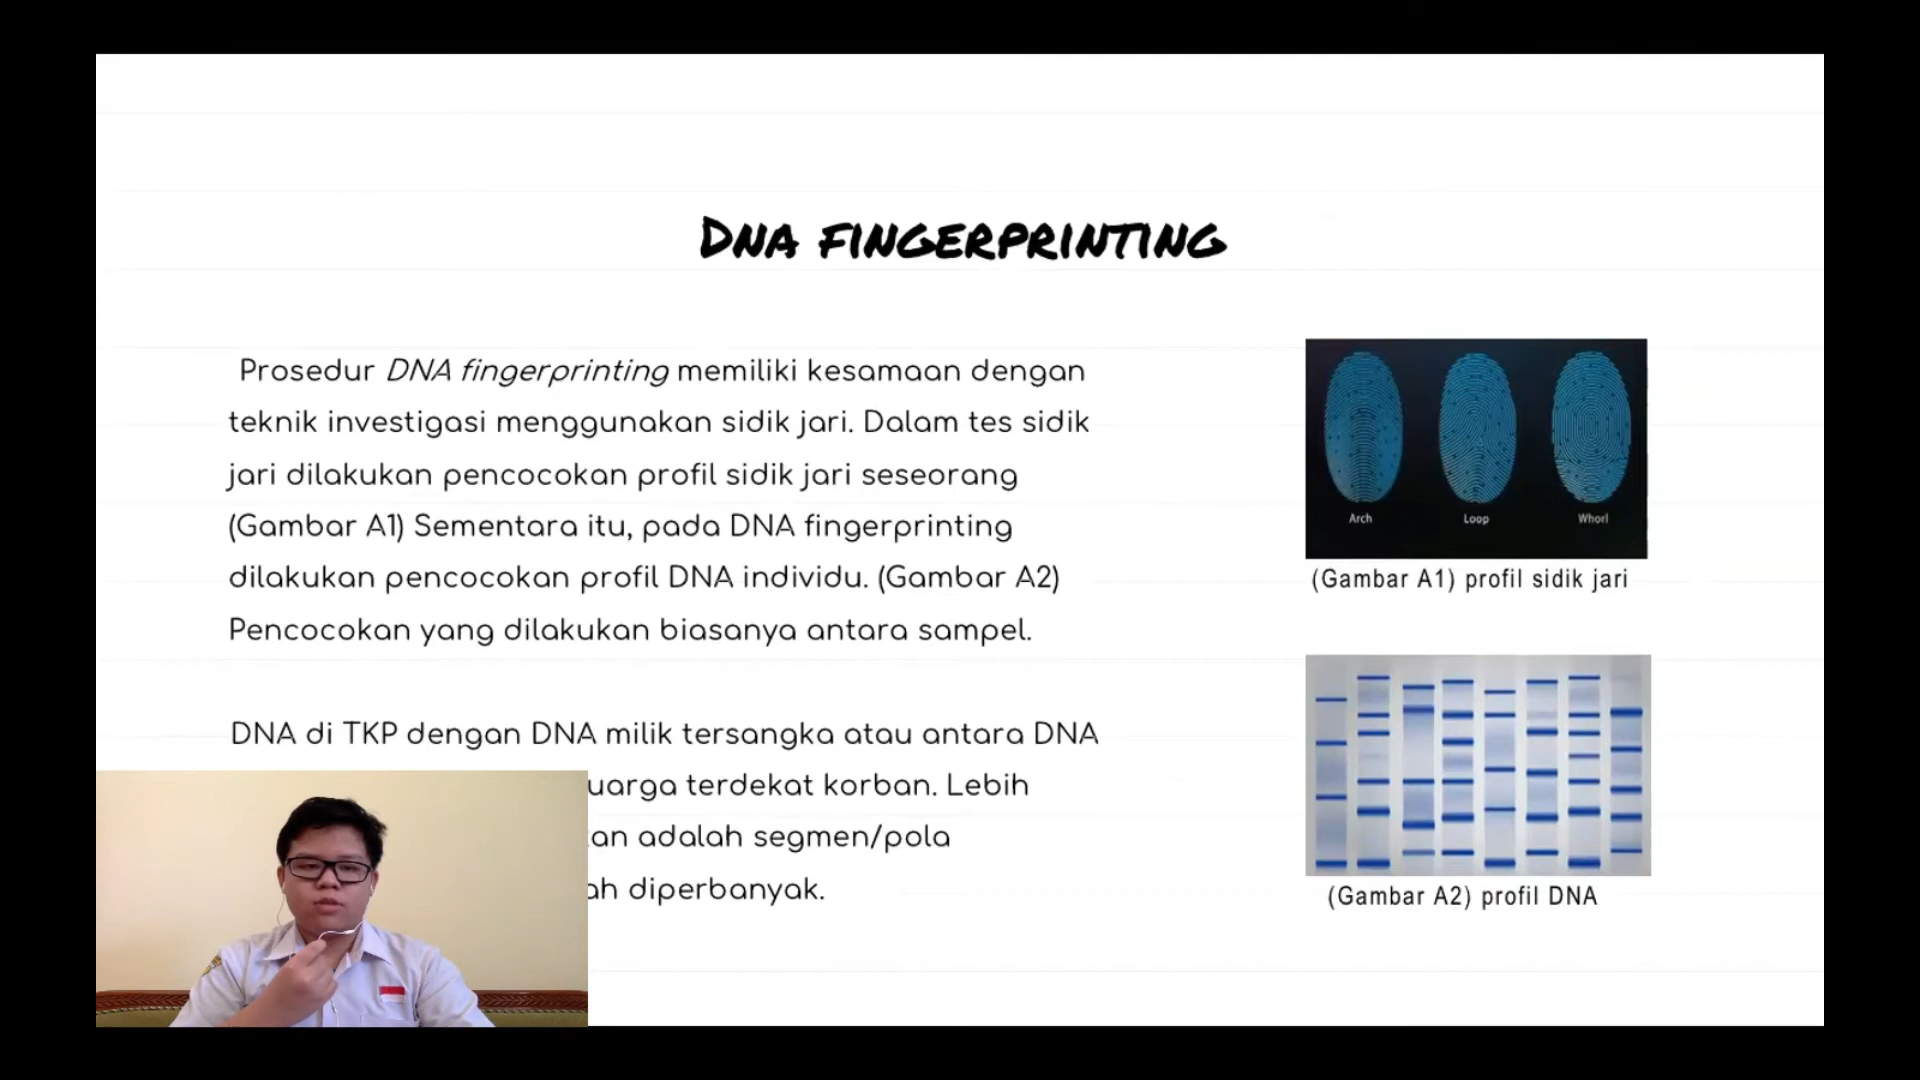 DNA FINGERPRINTING
Prosedur DNA fingerprinting memiliki kesamaan dengan
teknik investigasi menggunakan sidik jari. Dalam tes sidik
jari dilakukan pencocokan profil sidik jari seseorang
(Gambar A1) Sementara itu, pada DNA fingerprinting
dilakukan pencocokan profil DNA individu. (Gambar A2)
Pencocokan yang dilakukan biasanya antara sampel.
DNA di TKP dengan DNA milik tersangka atau antara DNA
uarga terdekat korban. Lebih
an adalah segmen/pola
ah diperbanyak.
Arch Loop Whorl
(Gambar A1) profil sidik jari
(Gambar A2) profil DNA